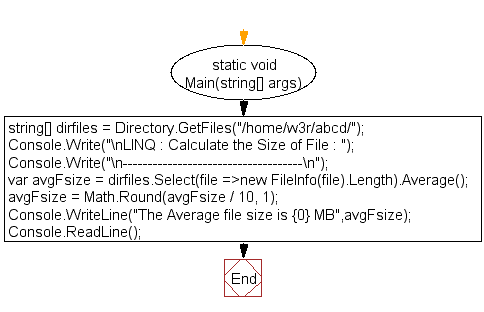 static void
Main(string[] args)
string[] dirfiles = Directory.GetFiles("/home/w3r/abcd/");
Console.Write("\nLINQ : Calculate the Size of File : ");
Console.Write("\n------------------------------------\n");
var avgFsize = dirfiles.Select(file =>new FileInfo(file).Length).Average();
avgFsize = Math.Round(avgFsize / 10, 1);
Console.WriteLine("The Average file size is {0} MB",avgFsize);
Console.ReadLine();
End